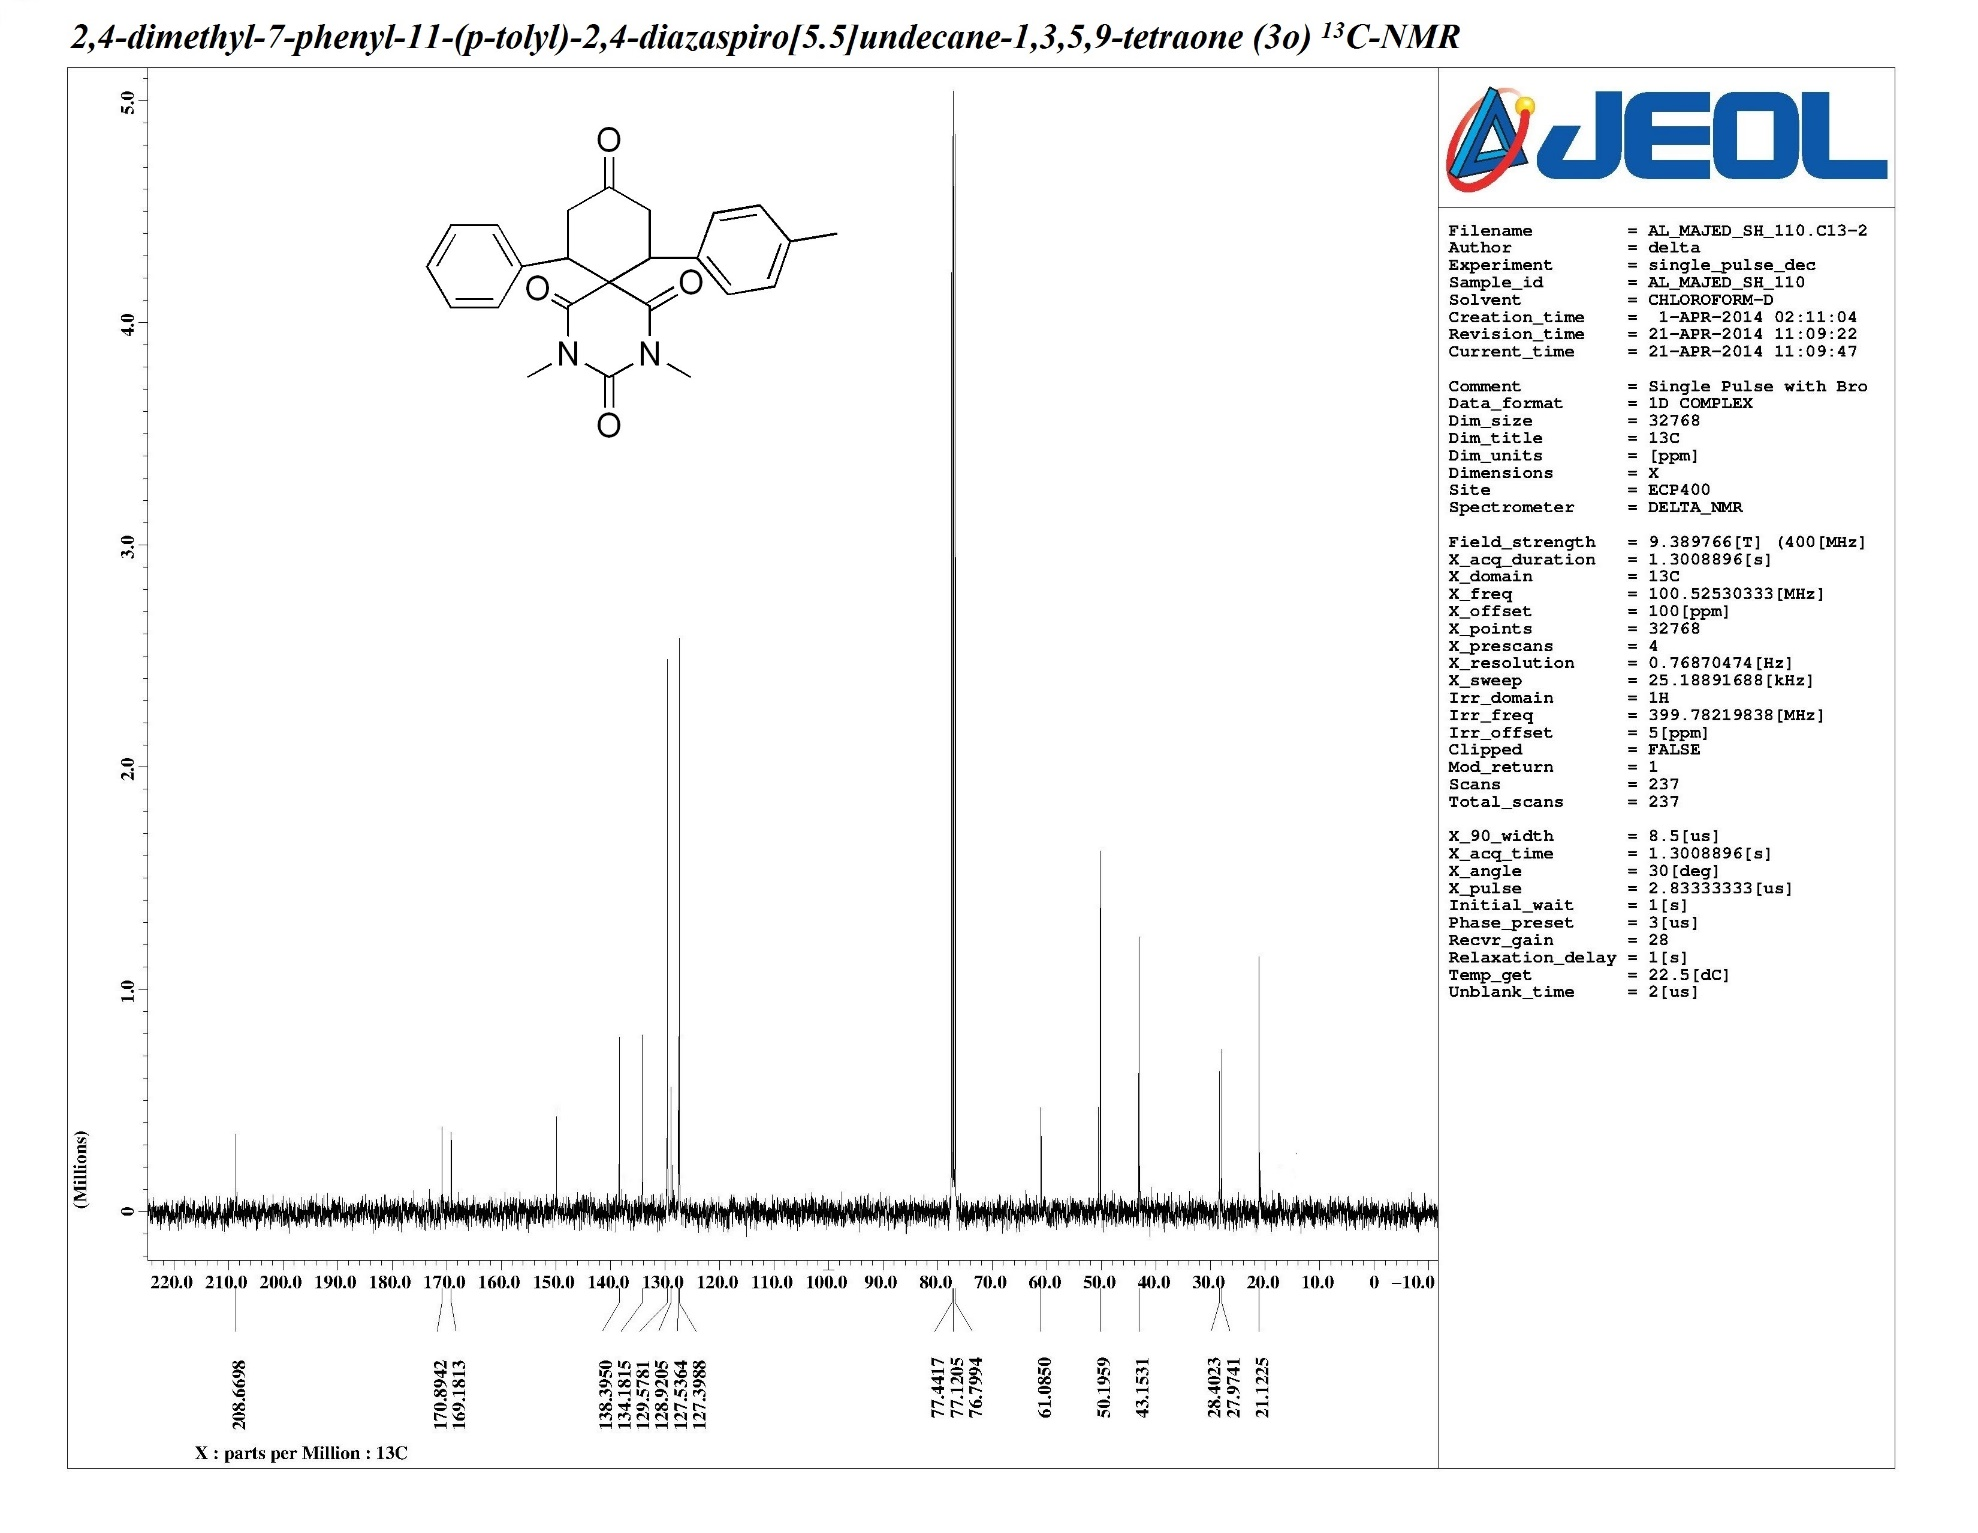 2,4-dimethyl-7-phenyl-11-(p-tolyl)-2,4-diazaspiro[5.5]undecane-1,3,5,9-tetraone (3o) ¹³C-NMR
JEOL
5.0
4.0
3.0
2.0
1.0
0
(Millions)
O
O
O
N
N
O
220.0 210.0 200.0 190.0 180.0 170.0 160.0 150.0 140.0 130.0 120.0 110.0 100.0 90.0 80.0 70.0 60.0 50.0 40.0 30.0 20.0 10.0 0 -10.0
208.6698
170.8942
169.1813
138.3950
134.1815
129.5781
128.9205
127.5364
127.3988
77.4417
77.1205
76.7994
61.0850
50.1959
43.1531
28.4023
27.9741
21.1225
X : parts per Million : 13C
Filename = AL_MAJED_SH_110.C13-2
Author = delta
Experiment = single_pulse_dec
Sample_id = AL_MAJED_SH_110
Solvent = CHLOROFORM-D
Creation_time = 1-APR-2014 02:11:04
Revision_time = 21-APR-2014 11:09:22
Current_time = 21-APR-2014 11:09:47
Comment = Single Pulse with Bro
Data_format = 1D COMPLEX
Dim_size = 32768
Dim_title = 13C
Dim_units = [ppm]
Dimensions = X
Site = ECP400
Spectrometer = DELTA_NMR
Field_strength = 9.389766[T] (400[MHz]
X_acq_duration = 1.3008896[s]
X_domain = 13C
X_freq = 100.52530333[MHz]
X_offset = 100[ppm]
X_points = 32768
X_prescans = 4
X_resolution = 0.76870474[Hz]
X_sweep = 25.18891688[kHz]
Irr_domain = 1H
Irr_freq = 399.78219838[MHz]
Irr_offset = 5[ppm]
Clipped = FALSE
Mod_return = 1
Scans = 237
Total_scans = 237
X_90_width = 8.5[us]
X_acq_time = 1.3008896[s]
X_angle = 30[deg]
X_pulse = 2.83333333[us]
Initial_wait = 1[s]
Phase_preset = 3[us]
Recvr_gain = 28
Relaxation_delay = 1[s]
Temp_get = 22.5[dC]
Unblank_time = 2[us]